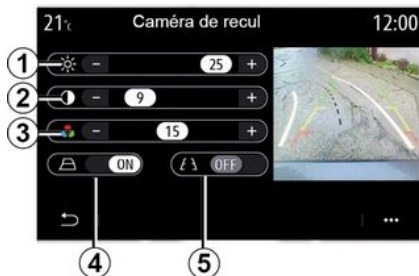 21°c Caméra de recul 12:00
1 - 25 +
2 - 9 +
3 - 15 +
ON OFF
4 5